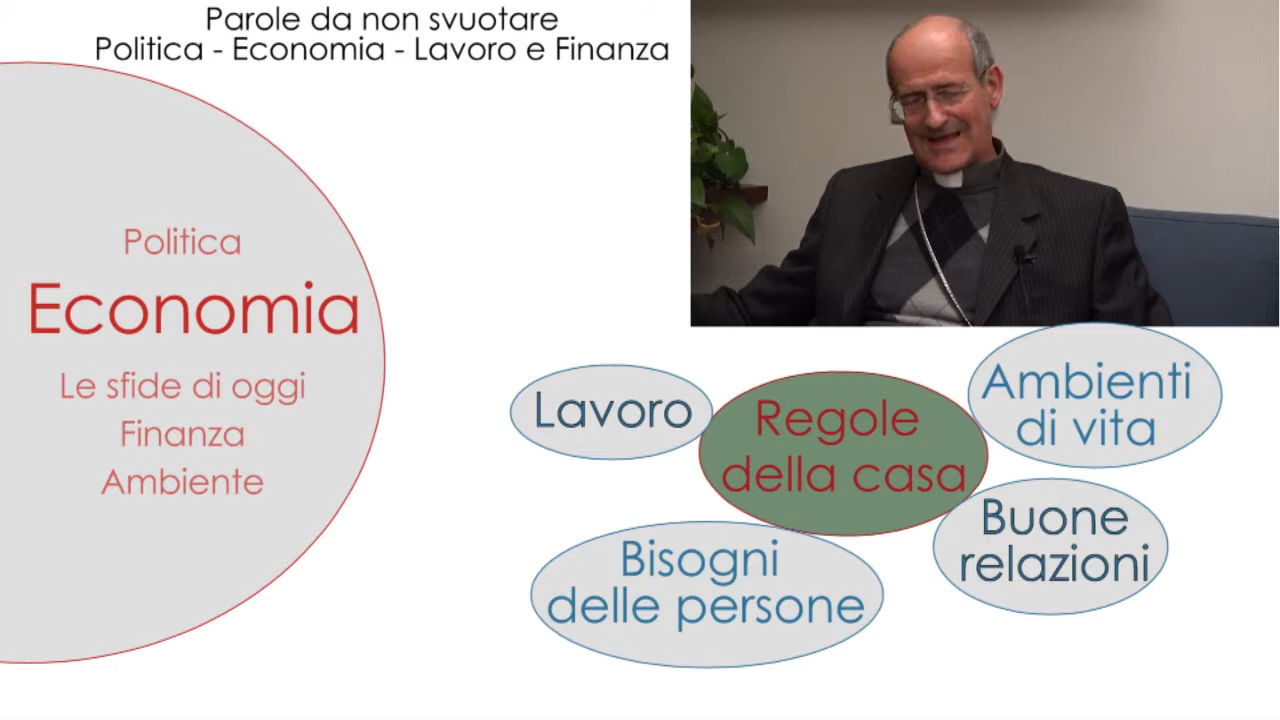 Parole da non svuotare
Politica - Economia - Lavoro e Finanza
Politica
Economia
Le sfide di oggi
Finanza
Ambiente
Lavoro
Regole
della casa
Ambienti
di vita
Buone
relazioni
Bisogni
delle persone